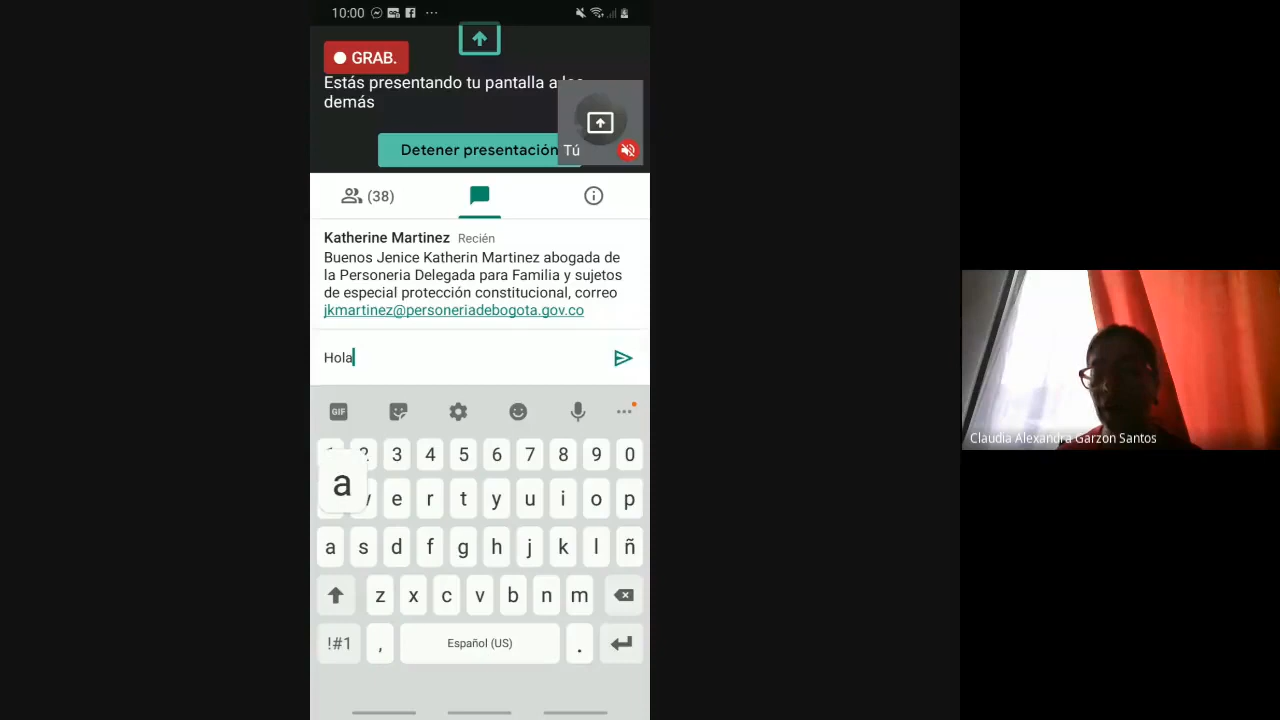 10:00
GRAB.
Estás presentando tu pantalla a
demás
Detener presentación
Tú
(38)
Katherine Martinez Recién
Buenos Jenice Katherin Martinez abogada de
la Personeria Delegada para Familia y sujetos
de especial protección constitucional, correo
jkmartinez@personeriadebogota.gov.co
Hola
GIF
3 4 5 6 7 8 9 0
a
e r t y u i o p
a s d f g h j k l ñ
z x c v b n m
!#1 , Español (US) .
Claudia Alexandra Garzon Santos